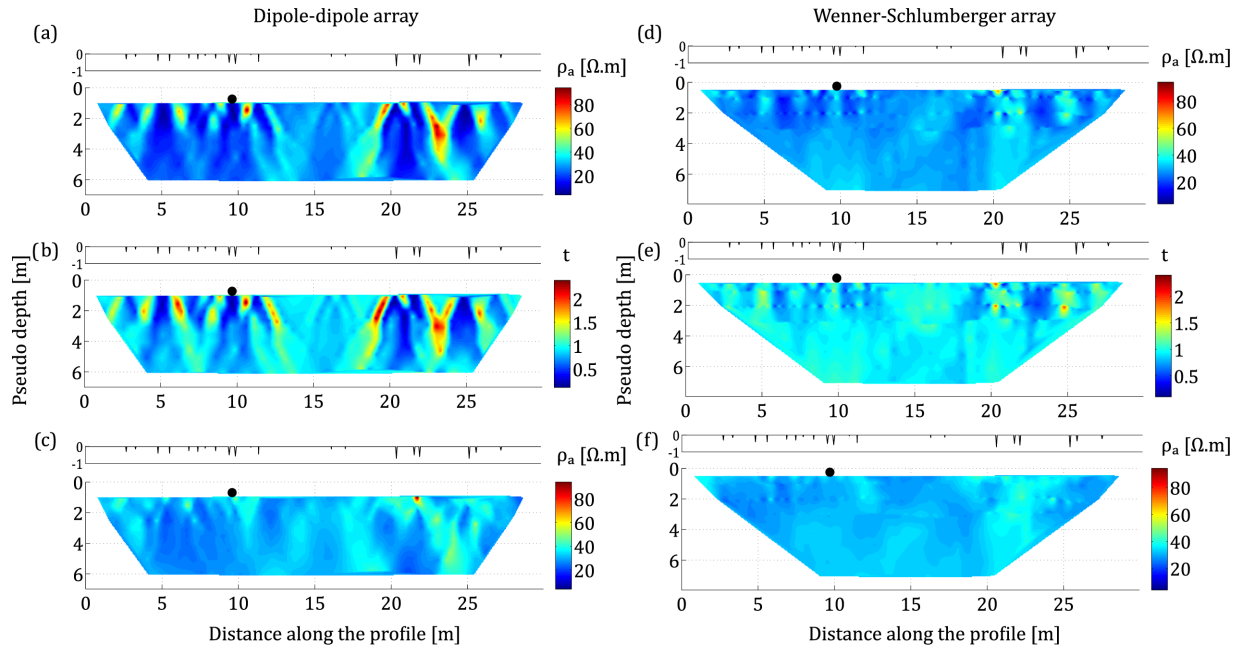 Dipole-dipole array
Wenner-Schlumberger array
(a)
0
-1
ρₐ [Ω.m]
0
2
4
6
80
60
40
20
0 5 10 15 20 25
(d)
0
-1
ρₐ [Ω.m]
0
2
4
6
80
60
40
20
0 5 10 15 20 25
(b)
0
-1
t
0
2
4
6
2
1.5
1
0.5
0 5 10 15 20 25
Pseudo depth [m]
(e)
0
-1
t
0
2
4
6
2
1.5
1
0.5
0 5 10 15 20 25
Pseudo depth [m]
(c)
0
-1
ρₐ [Ω.m]
0
2
4
6
80
60
40
20
0 5 10 15 20 25
Distance along the profile [m]
(f)
0
-1
ρₐ [Ω.m]
0
2
4
6
80
60
40
20
0 5 10 15 20 25
Distance along the profile [m]